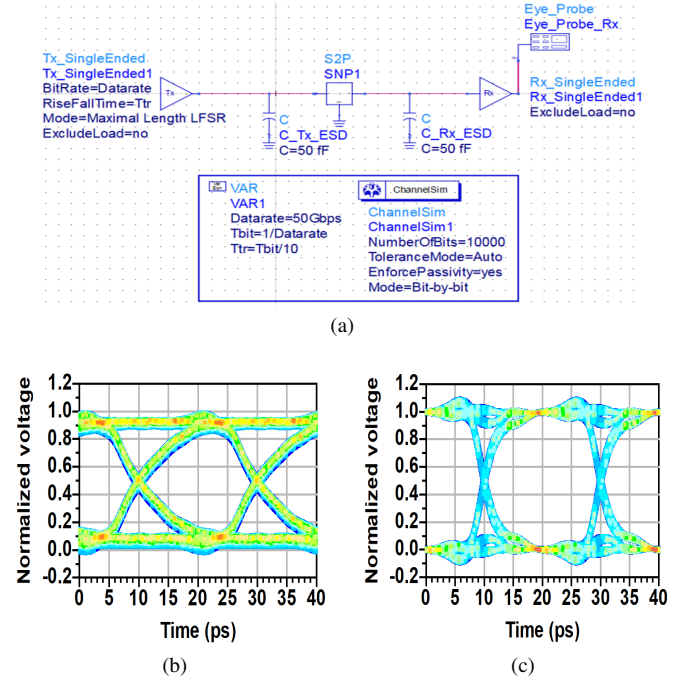 Eye_Probe
Eye_Probe_Rx
Tx_SingleEnded
Tx_SingleEnded1
BitRate=Datarate
RiseFallTime=Ttr
Mode=Maximal Length LFSR
ExcludeLoad=no
Tx
S2P
SNP1
Rx
Rx_SingleEnded
Rx_SingleEnded1
ExcludeLoad=no
C
C_Tx_ESD
C=50 fF
C
C_Rx_ESD
C=50 fF
Var
Eqn
VAR
VAR1
Datarate=50Gbps
Tbit=1/Datarate
Ttr=Tbit/10
ChannelSim
ChannelSim
ChannelSim1
NumberOfBits=10000
ToleranceMode=Auto
EnforcePassivity=yes
Mode=Bit-by-bit
(a)
Normalized voltage
1.2
1.0
0.8
0.6
0.4
0.2
0.0
-0.2
0 5 10 15 20 25 30 35 40
Time (ps)
(b)
Normalized voltage
1.2
1.0
0.8
0.6
0.4
0.2
0.0
-0.2
0 5 10 15 20 25 30 35 40
Time (ps)
(c)